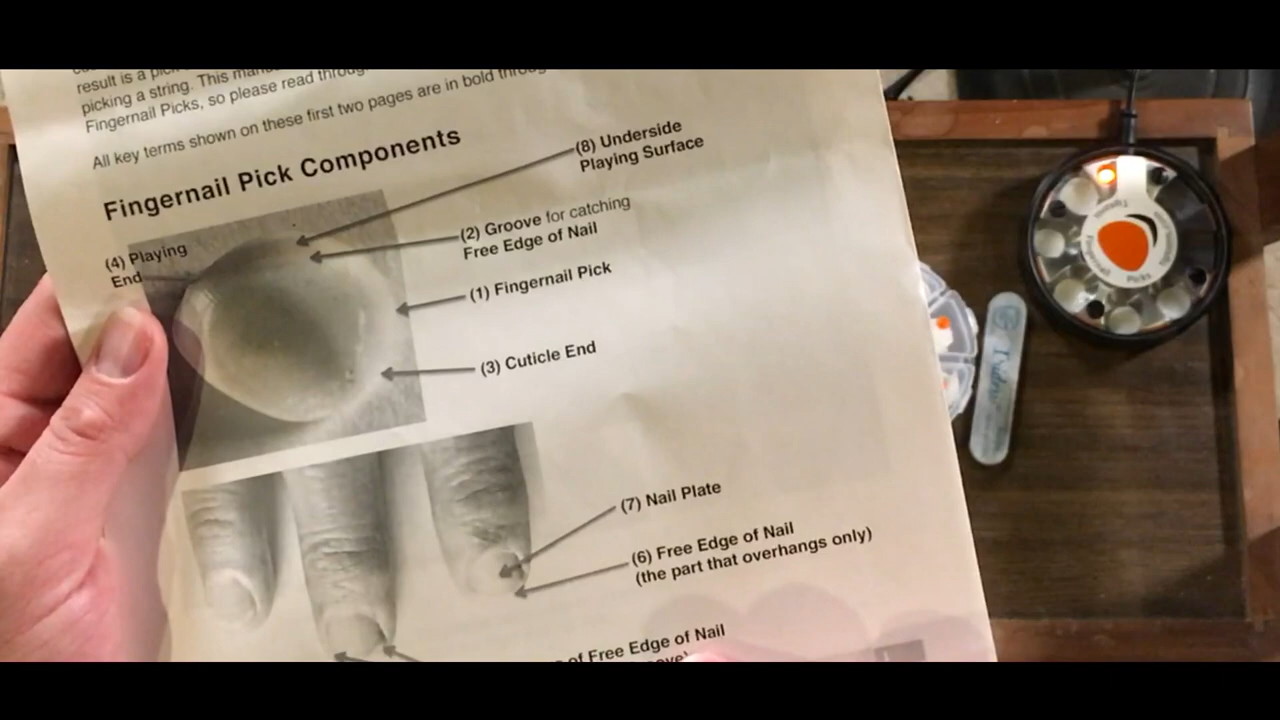 result is a
picking a string. This
Fingernail Picks, so please read
All key terms shown on these first two pages are in bold
Fingernail Pick Components
(8) Underside
Playing Surface
(2) Groove for catching
Free Edge of Nail
(4) Playing
End
(1) Fingernail Pick
(3) Cuticle End
(7) Nail Plate
(6) Free Edge of Nail
(the part that overhangs only)
of Free Edge of Nail
Fingernail
Picks